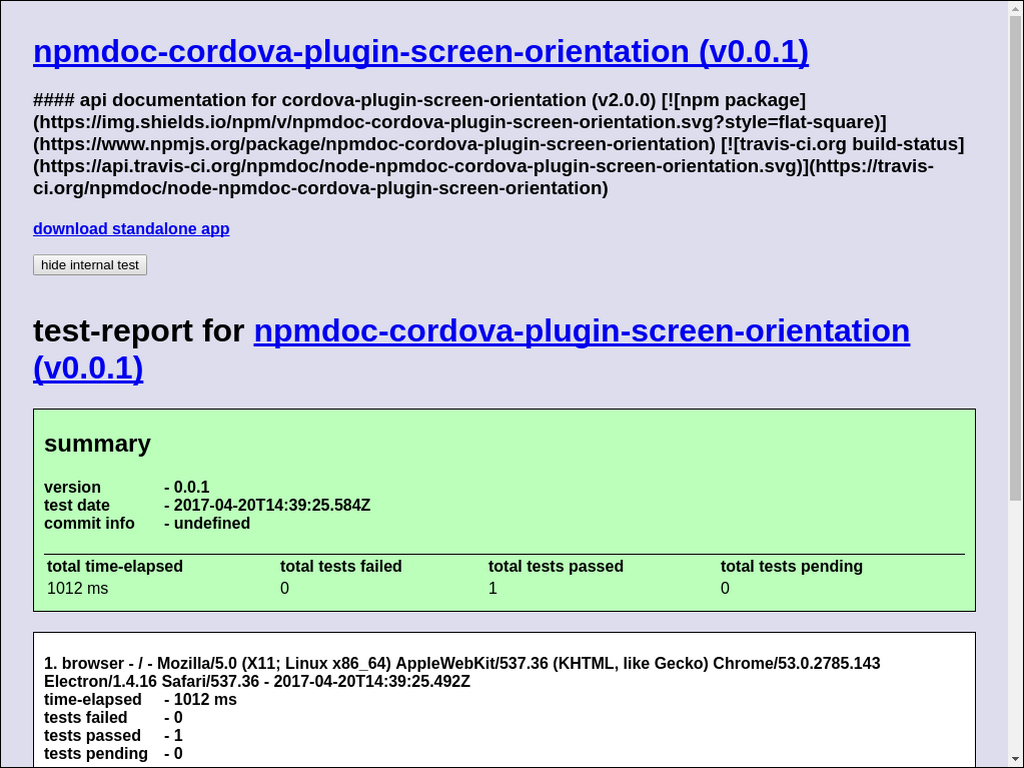 npmdoc-cordova-plugin-screen-orientation (v0.0.1)
#### api documentation for cordova-plugin-screen-orientation (v2.0.0) [![npm package]
(https://img.shields.io/npm/v/npmdoc-cordova-plugin-screen-orientation.svg?style=flat-square)]
(https://www.npmjs.org/package/npmdoc-cordova-plugin-screen-orientation) [![travis-ci.org build-status]
(https://api.travis-ci.org/npmdoc/node-npmdoc-cordova-plugin-screen-orientation.svg)](https://travis-
ci.org/npmdoc/node-npmdoc-cordova-plugin-screen-orientation)
download standalone app
hide internal test
test-report for npmdoc-cordova-plugin-screen-orientation
(v0.0.1)
summary
version - 0.0.1
test date - 2017-04-20T14:39:25.584Z
commit info - undefined
total time-elapsed total tests failed total tests passed total tests pending
1012 ms 0 1 0
1. browser - / - Mozilla/5.0 (X11; Linux x86_64) AppleWebKit/537.36 (KHTML, like Gecko) Chrome/53.0.2785.143
Electron/1.4.16 Safari/537.36 - 2017-04-20T14:39:25.492Z
time-elapsed - 1012 ms
tests failed - 0
tests passed - 1
tests pending - 0